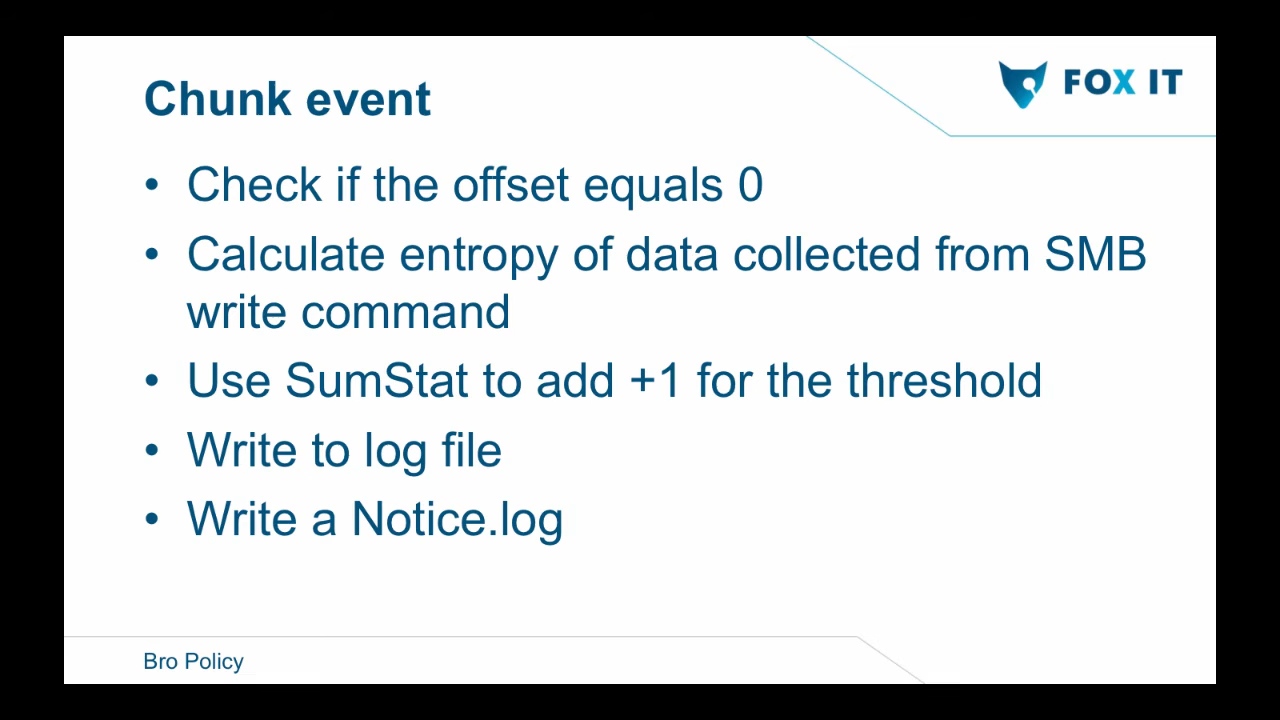 FOX IT
Chunk event
• Check if the offset equals 0
• Calculate entropy of data collected from SMB
write command
• Use SumStat to add +1 for the threshold
• Write to log file
• Write a Notice.log
Bro Policy